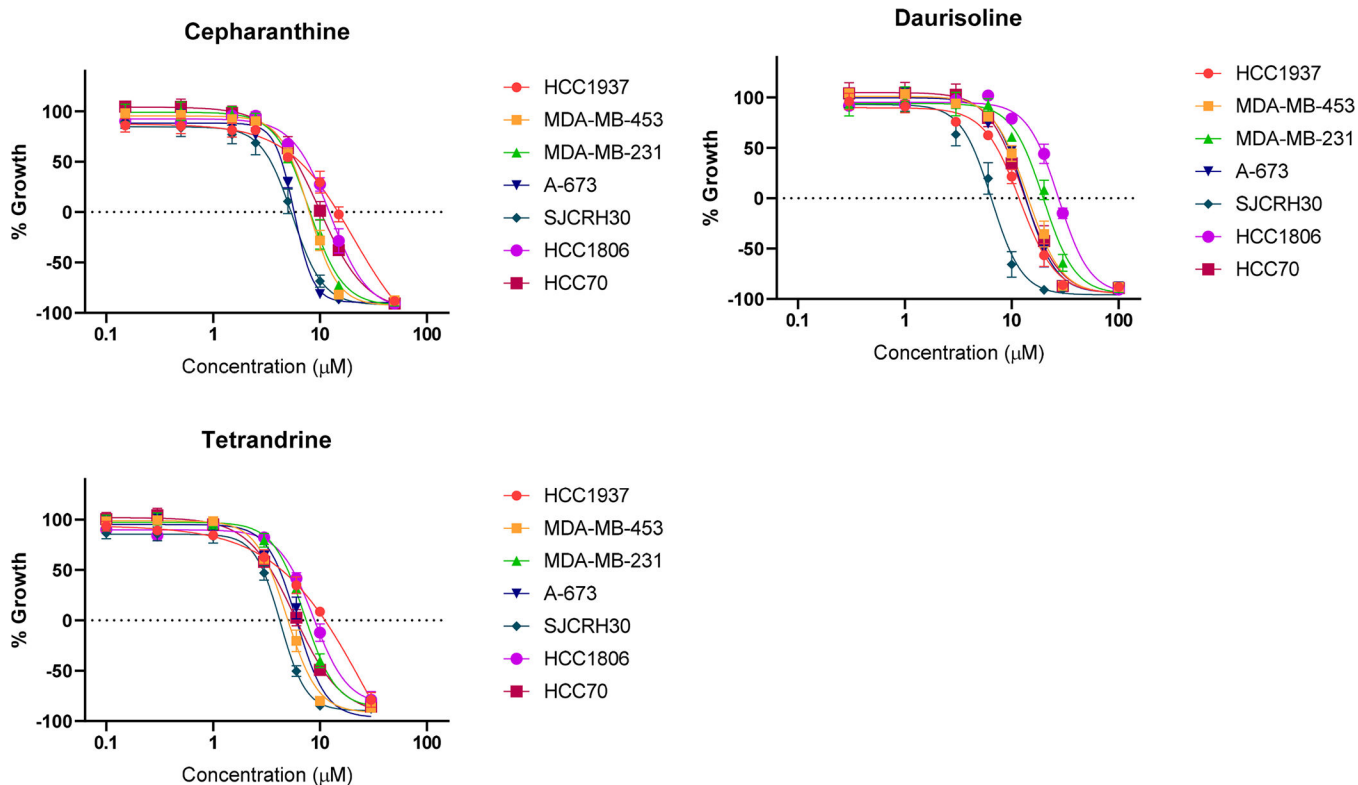 Cepharanthine
% Growth
100
50
0
-50
-100
0.1
1
10
100
Concentration (μM)
HCC1937
MDA-MB-453
MDA-MB-231
A-673
SJCRH30
HCC1806
HCC70
Daurisoline
% Growth
100
50
0
-50
-100
0.1
1
10
100
Concentration (μM)
HCC1937
MDA-MB-453
MDA-MB-231
A-673
SJCRH30
HCC1806
HCC70
Tetrandrine
% Growth
100
50
0
-50
-100
0.1
1
10
100
Concentration (μM)
HCC1937
MDA-MB-453
MDA-MB-231
A-673
SJCRH30
HCC1806
HCC70